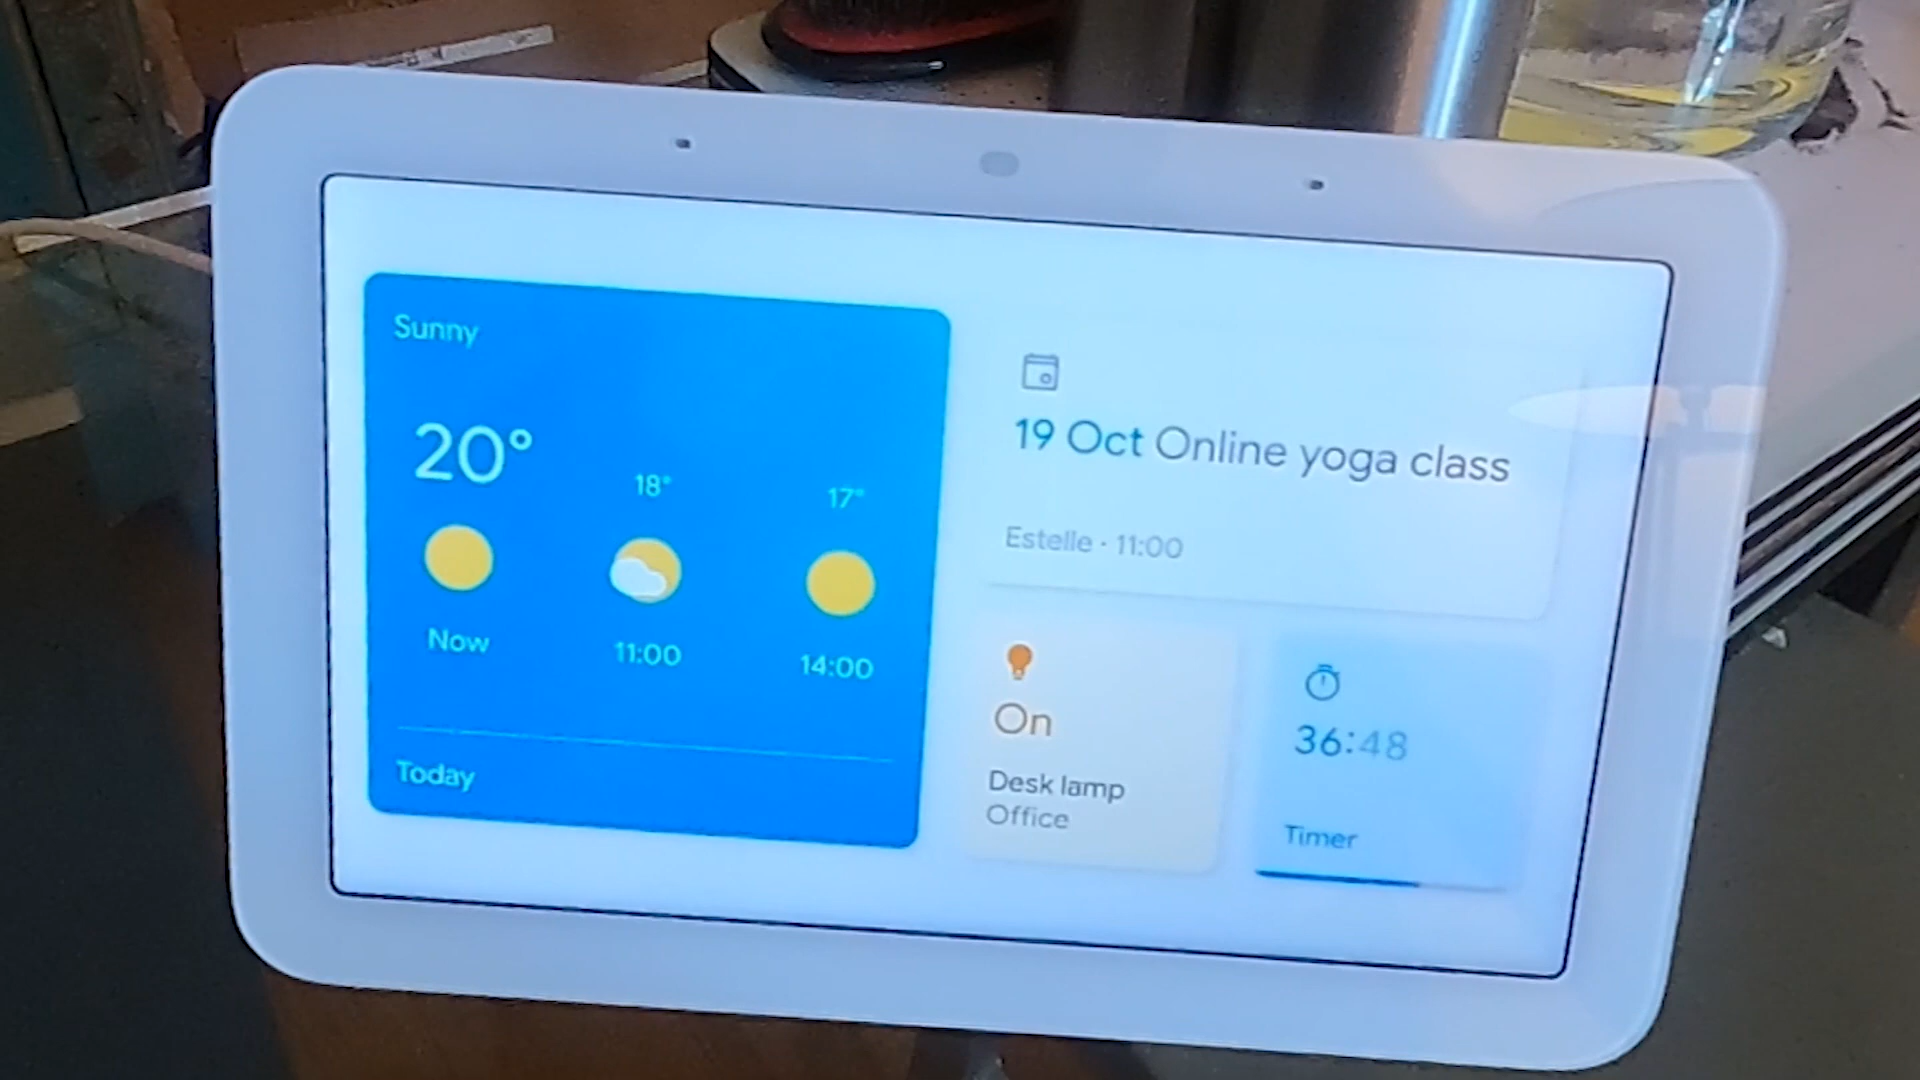 Sunny
20°
18°
17°
Now
11:00
14:00
Today
19 Oct Online yoga class
Estelle · 11:00
On
Desk lamp
Office
36:48
Timer